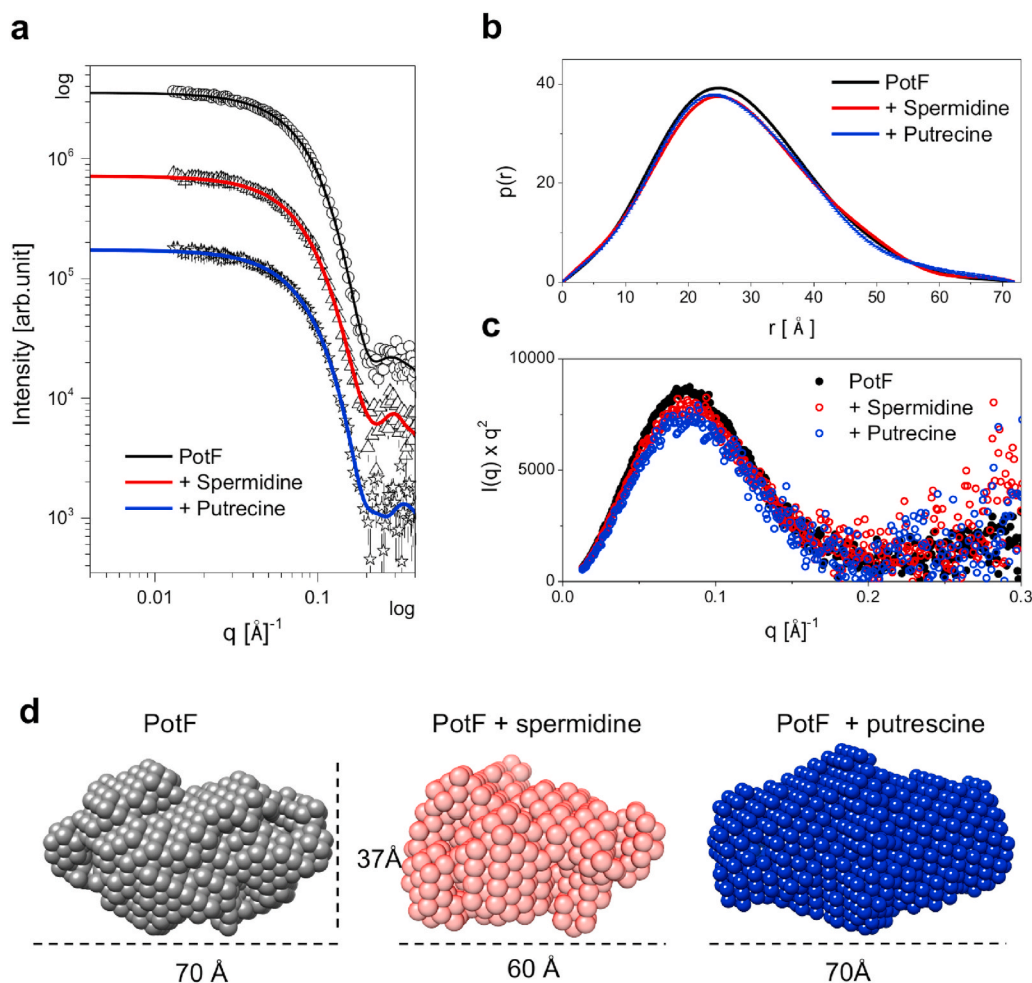 a
log
10^6
10^5
10^4
10^3
Intensity [arb.unit]
PotF
+ Spermidine
+ Putrecine
0.01
0.1
log
q [Å]^-1
b
40
20
0
p(r)
PotF
+ Spermidine
+ Putrecine
0 10 20 30 40 50 60 70
r [ Å ]
c
10000
5000
0
I(q) x q^2
PotF
+ Spermidine
+ Putrecine
0.0 0.1 0.2 0.3
q [Å]^-1
d
PotF
PotF + spermidine
PotF + putrescine
37Å
70 Å
60 Å
70Å